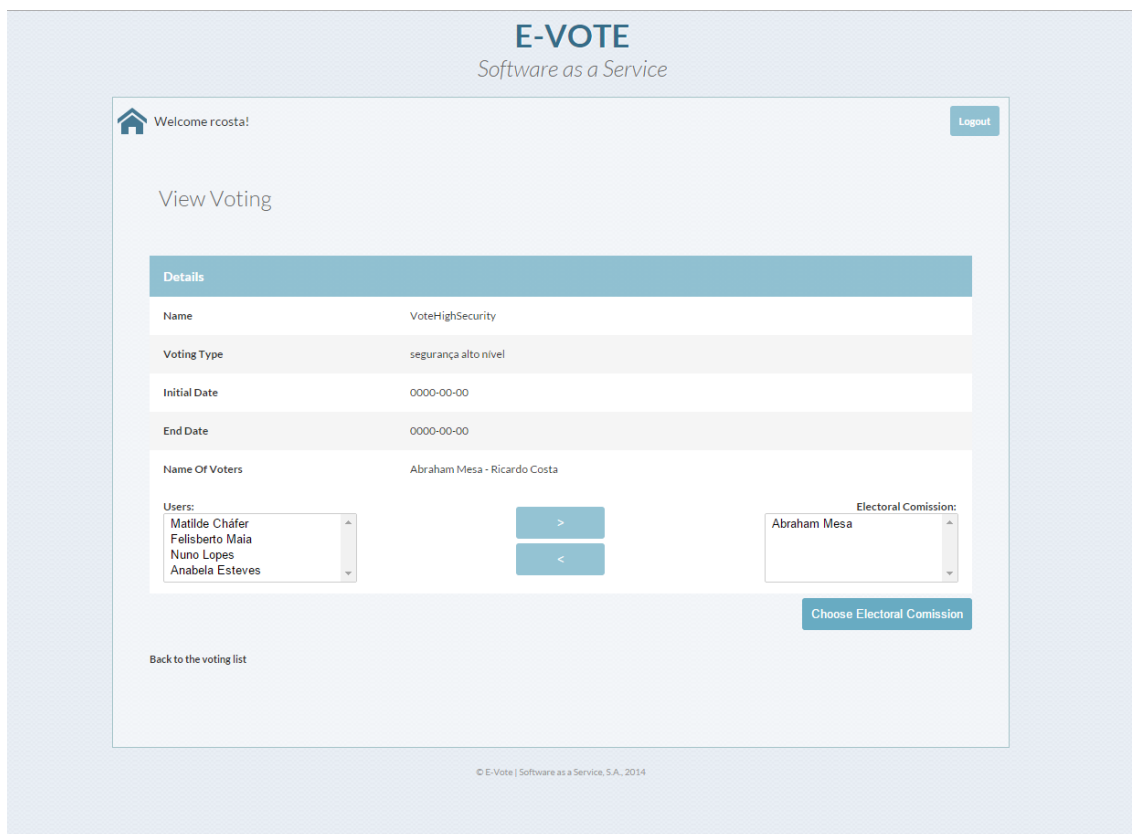 E-VOTE
Software as a Service
Welcome rcosta!
Logout
View Voting
Details
Name VoteHighSecurity
Voting Type segurança alto nível
Initial Date 0000-00-00
End Date 0000-00-00
Name Of Voters Abraham Mesa - Ricardo Costa
Users: Electoral Comission:
Matilde Cháfer > Abraham Mesa
Felisberto Maia
Nuno Lopes
Anabela Esteves <
Choose Electoral Comission
Back to the voting list
© E-Vote | Software as a Service, S.A., 2014